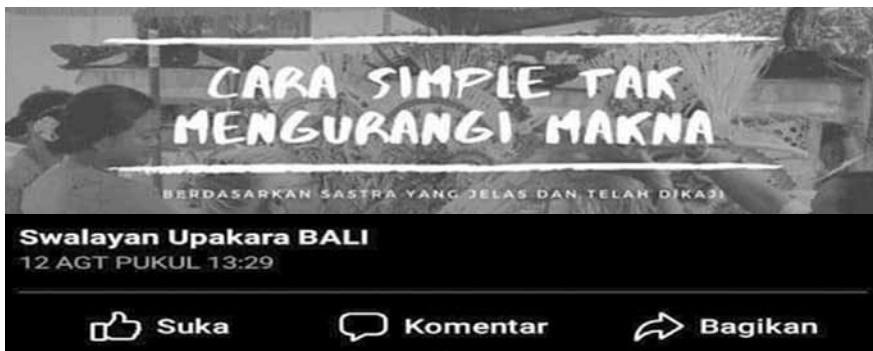 CARA SIMPLE TAK
MENGURANGI MAKNA
BERDASARKAN SASTRA YANG JELAS DAN TELAH DIKAJI
Swalayan Upakara BALI
12 AGT PUKUL 13:29
Suka Komentar Bagikan